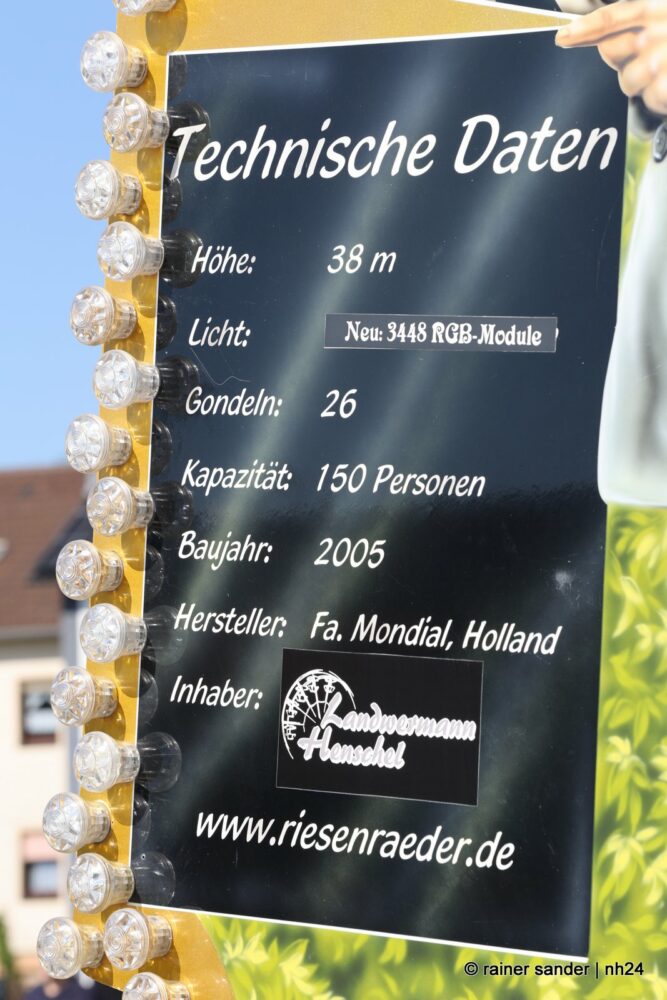 Technische Daten
Höhe: 38 m
Licht: Neu: 3448 RGB-Module
Gondeln: 26
Kapazität: 150 Personen
Baujahr: 2005
Hersteller: Fa. Mondial, Holland
Inhaber: Landwermann
Henschel
www.riesenraeder.de
© rainer sander | nh24